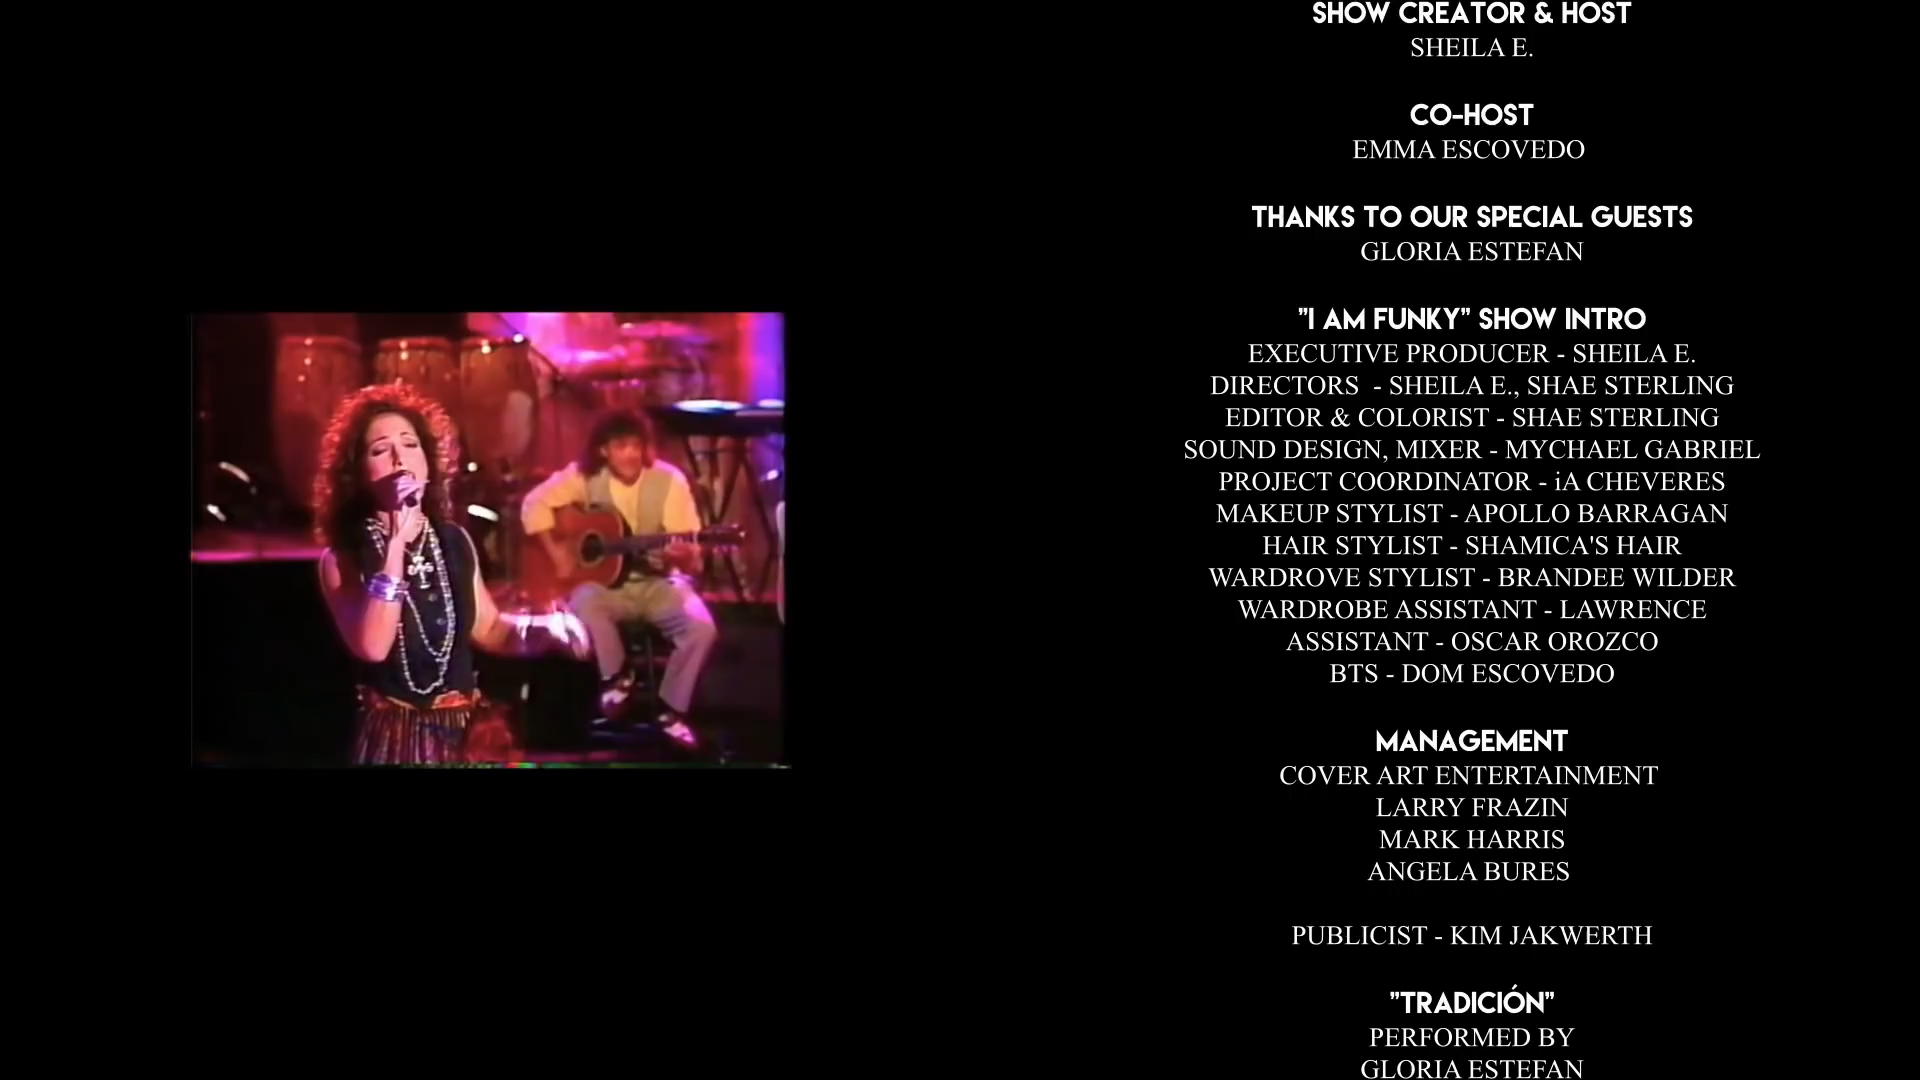 SHOW CREATOR & HOST
SHEILA E.
CO-HOST
EMMA ESCOVEDO
THANKS TO OUR SPECIAL GUESTS
GLORIA ESTEFAN
"I AM FUNKY" SHOW INTRO
EXECUTIVE PRODUCER - SHEILA E.
DIRECTORS  - SHEILA E., SHAE STERLING
EDITOR & COLORIST - SHAE STERLING
SOUND DESIGN, MIXER - MYCHAEL GABRIEL
PROJECT COORDINATOR - iA CHEVERES
MAKEUP STYLIST - APOLLO BARRAGAN
HAIR STYLIST - SHAMICA'S HAIR
WARDROVE STYLIST - BRANDEE WILDER
WARDROBE ASSISTANT - LAWRENCE
ASSISTANT - OSCAR OROZCO
BTS - DOM ESCOVEDO
MANAGEMENT
COVER ART ENTERTAINMENT
LARRY FRAZIN
MARK HARRIS
ANGELA BURES
PUBLICIST - KIM JAKWERTH
"TRADICIÓN"
PERFORMED BY
GLORIA ESTEFAN